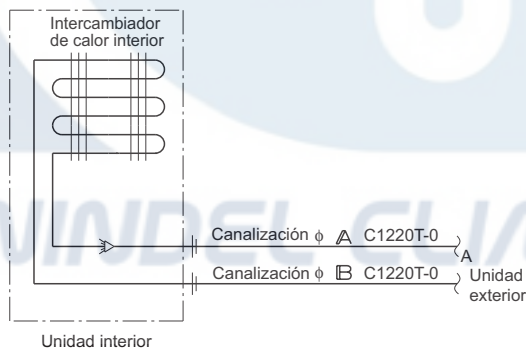 Intercambiador
de calor interior
Canalización ϕ A C1220T-0
A
Canalización ϕ B C1220T-0
Unidad
exterior
Unidad interior